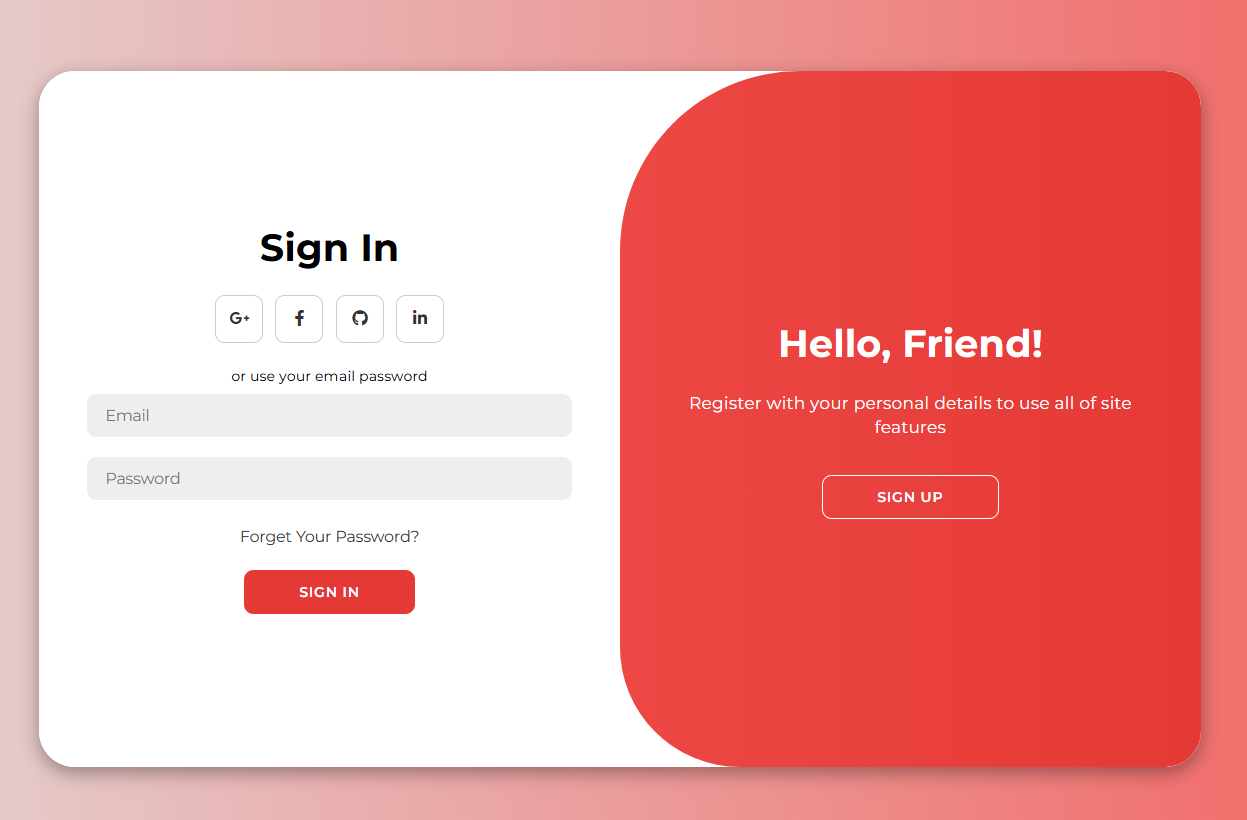 Sign In
G+ f in
or use your email password
Email
Password
Forget Your Password?
SIGN IN
Hello, Friend!
Register with your personal details to use all of site
features
SIGN UP